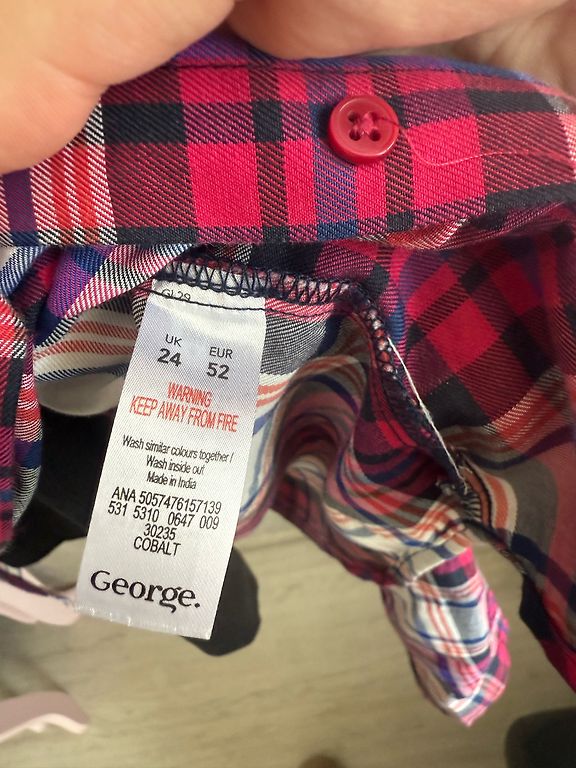 GL29
UK EUR
24 52
WARNING
KEEP AWAY FROM FIRE
Wash similar colours together /
Wash inside out
Made in India
ANA 5057476157139
531 5310 0647 009
30235
COBALT
George.